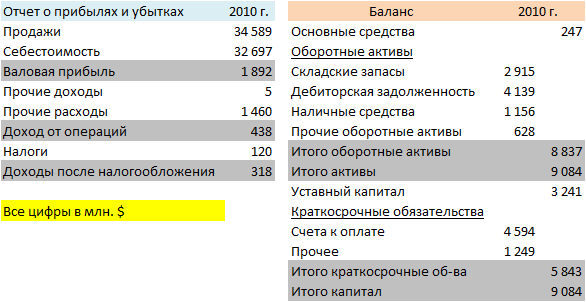 Отчет о прибылях и убытках 2010 г.
Продажи 34 589
Себестоимость 32 697
Валовая прибыль 1 892
Прочие доходы 5
Прочие расходы 1 460
Доход от операций 438
Налоги 120
Доходы после налогообложения 318
Все цифры в млн. $
Баланс 2010 г.
Основные средства 247
Оборотные активы
Складские запасы 2 915
Дебиторская задолженность 4 139
Наличные средства 1 156
Прочие оборотные активы 628
Итого оборотные активы 8 837
Итого активы 9 084
Уставный капитал 3 241
Краткосрочные обязательства
Счета к оплате 4 594
Прочее 1 249
Итого краткосрочные об-ва 5 843
Итого капитал 9 084